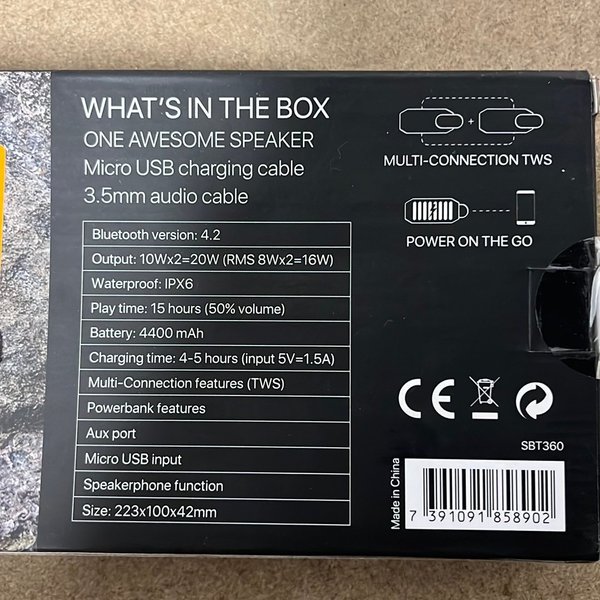 WHAT'S IN THE BOX
ONE AWESOME SPEAKER
Micro USB charging cable
3.5mm audio cable
Bluetooth version: 4.2
Output: 10Wx2=20W (RMS 8Wx2=16W)
Waterproof: IPX6
Play time: 15 hours (50% volume)
Battery: 4400 mAh
Charging time: 4-5 hours (input 5V=1.5A)
Multi-Connection features (TWS)
Powerbank features
Aux port
Micro USB input
Speakerphone function
Size: 223x100x42mm
+
MULTI-CONNECTION TWS
POWER ON THE GO
CE
SBT360
Made in China
7 391091 858902